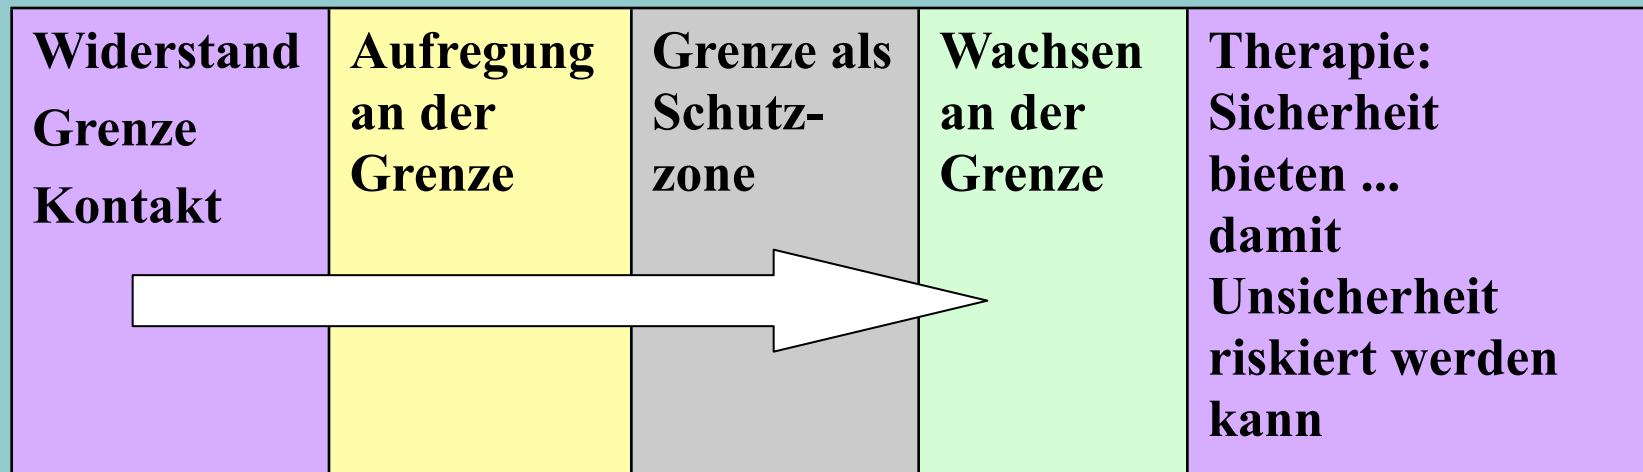 Widerstand
Grenze
Kontakt
Aufregung
an der
Grenze
Grenze als
Schutz-
zone
Wachsen
an der
Grenze
Therapie:
Sicherheit
bieten ...
damit
Unsicherheit
riskiert werden
kann